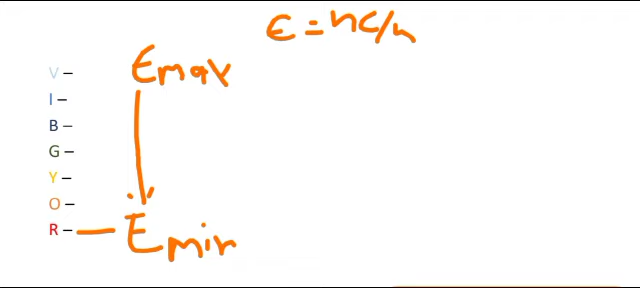 E = hc/λ
V – Emax
I –
B –
G –
Y –
O –
R – Emin